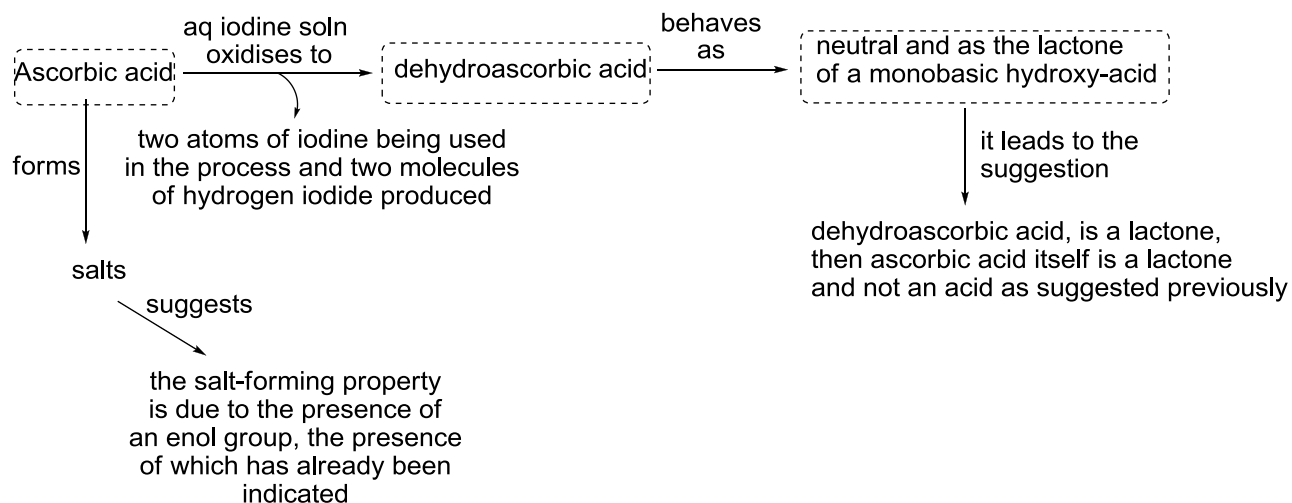 aq iodine soln
oxidises to
behaves
as
Ascorbic acid
dehydroascorbic acid
neutral and as the lactone
of a monobasic hydroxy-acid
two atoms of iodine being used
in the process and two molecules
of hydrogen iodide produced
forms
it leads to the
suggestion
dehydroascorbic acid, is a lactone,
then ascorbic acid itself is a lactone
and not an acid as suggested previously
salts
suggests
the salt-forming property
is due to the presence of
an enol group, the presence
of which has already been
indicated